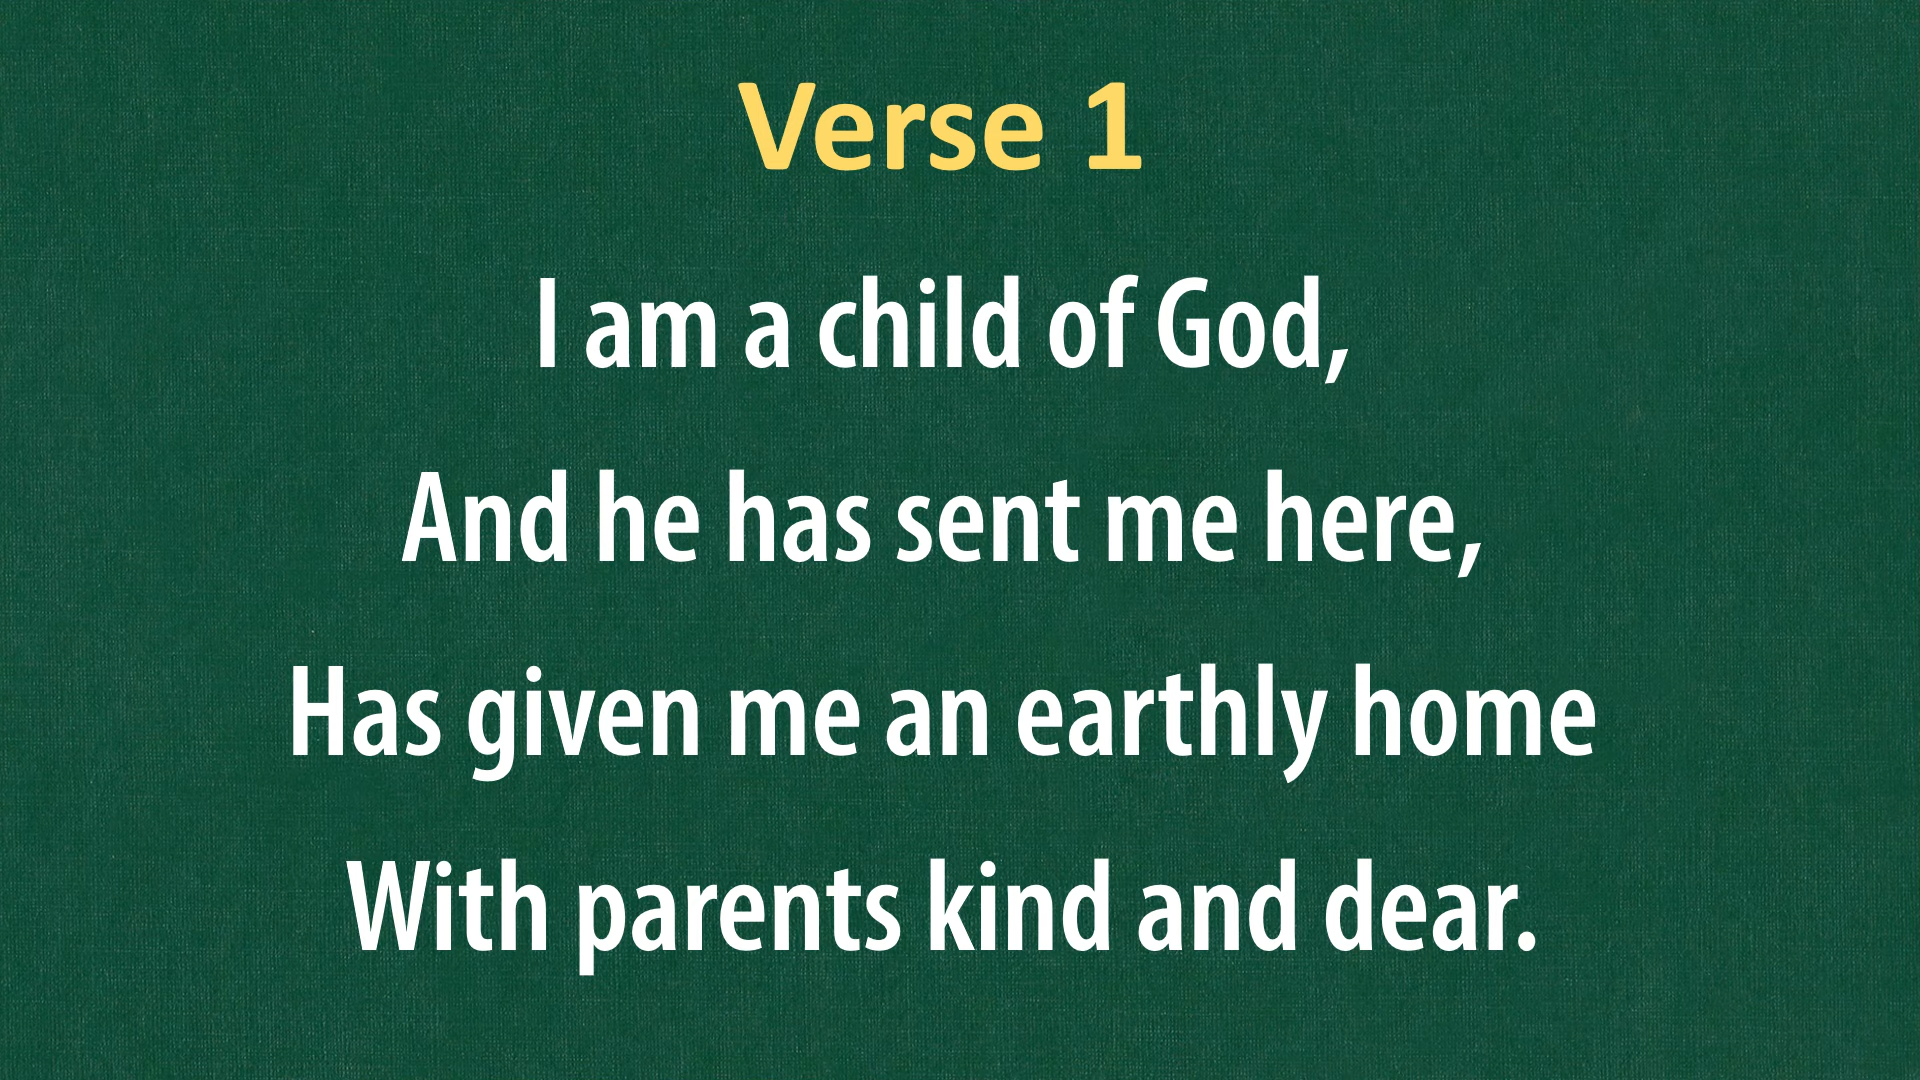 Verse 1
I am a child of God,
And he has sent me here,
Has given me an earthly home
With parents kind and dear.